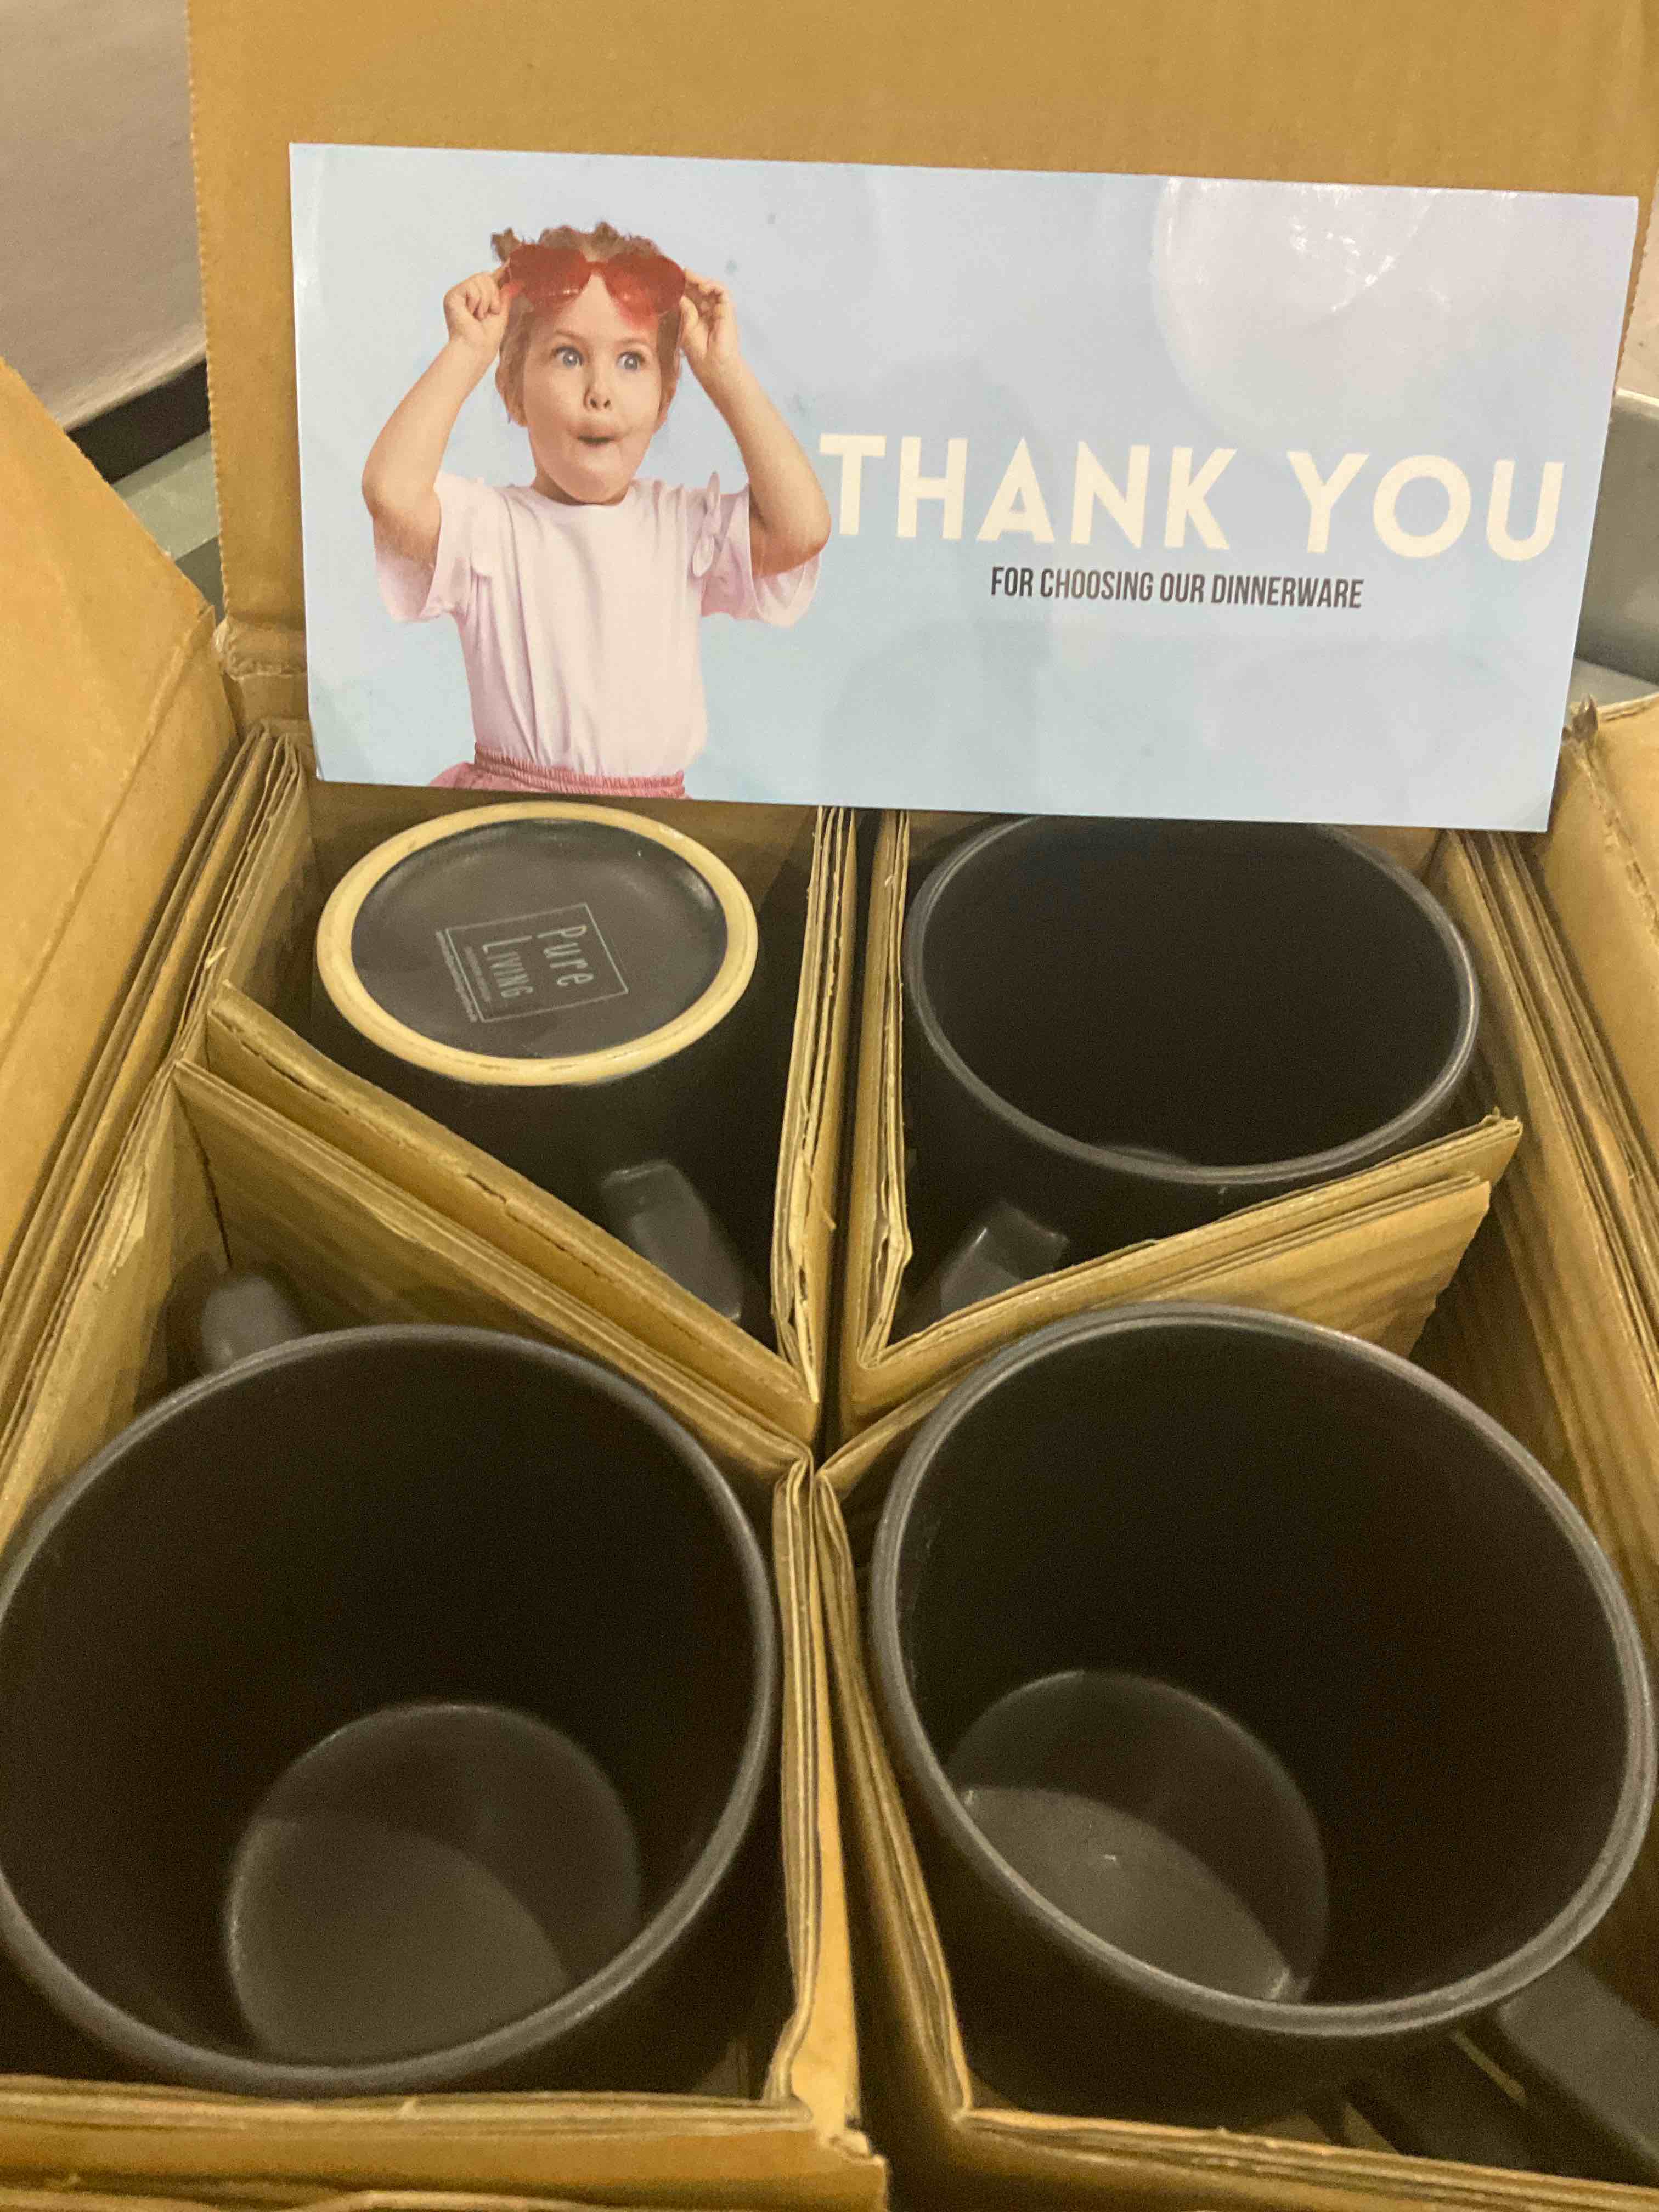 THANK YOU
FOR CHOOSING OUR DINNERWARE
Pure
LIVING